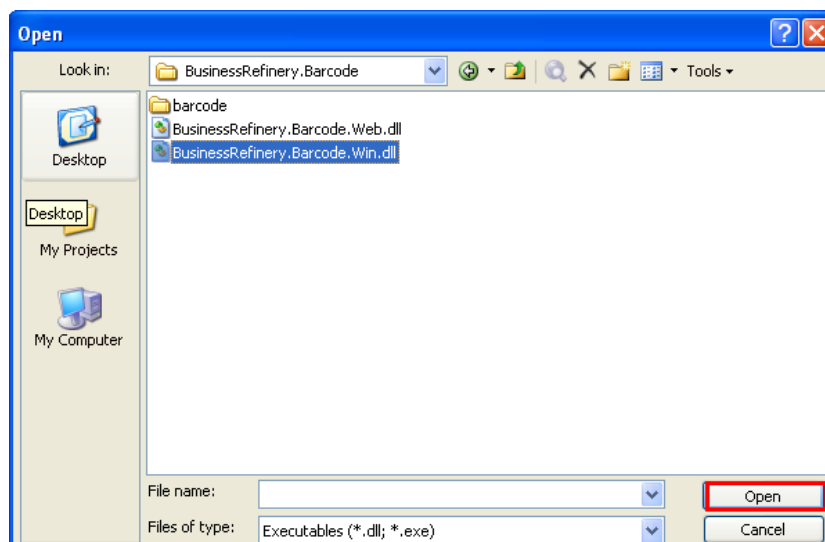 Open
Look in:
BusinessRefinery.Barcode
Tools
Desktop
Desktop
My Projects
My Computer
barcode
BusinessRefinery.Barcode.Web.dll
BusinessRefinery.Barcode.Win.dll
File name:
Open
Files of type:
Executables (*.dll; *.exe)
Cancel